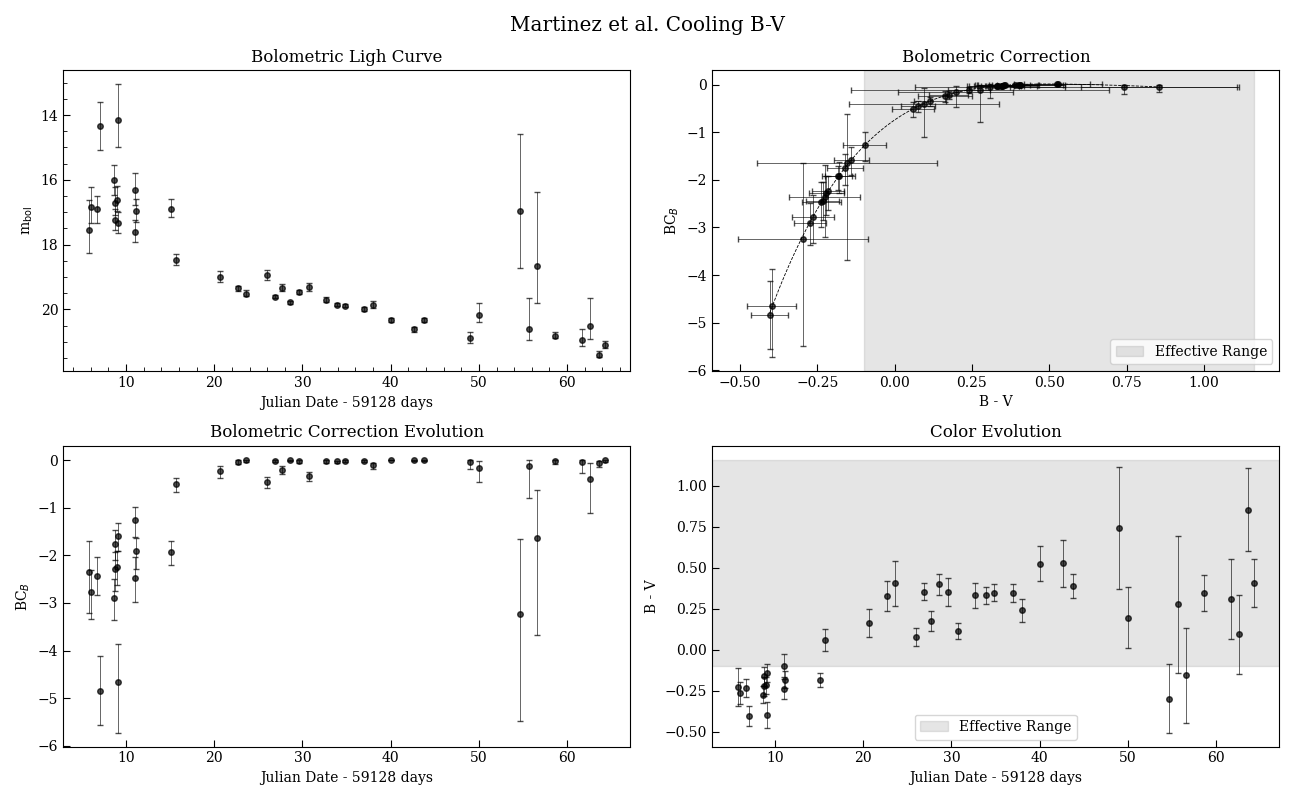 Martinez et al. Cooling B-V
Bolometric Ligh Curve
14
16
18
20
m_bol
10 20 30 40 50 60
Julian Date - 59128 days
Bolometric Correction
0
−1
−2
−3
−4
−5
−6
BC_B
Effective Range
−0.50 −0.25 0.00 0.25 0.50 0.75 1.00
B - V
Bolometric Correction Evolution
0
−1
−2
−3
−4
−5
−6
BC_B
10 20 30 40 50 60
Julian Date - 59128 days
Color Evolution
1.00
0.75
0.50
0.25
0.00
−0.25
−0.50
B - V
Effective Range
10 20 30 40 50 60
Julian Date - 59128 days